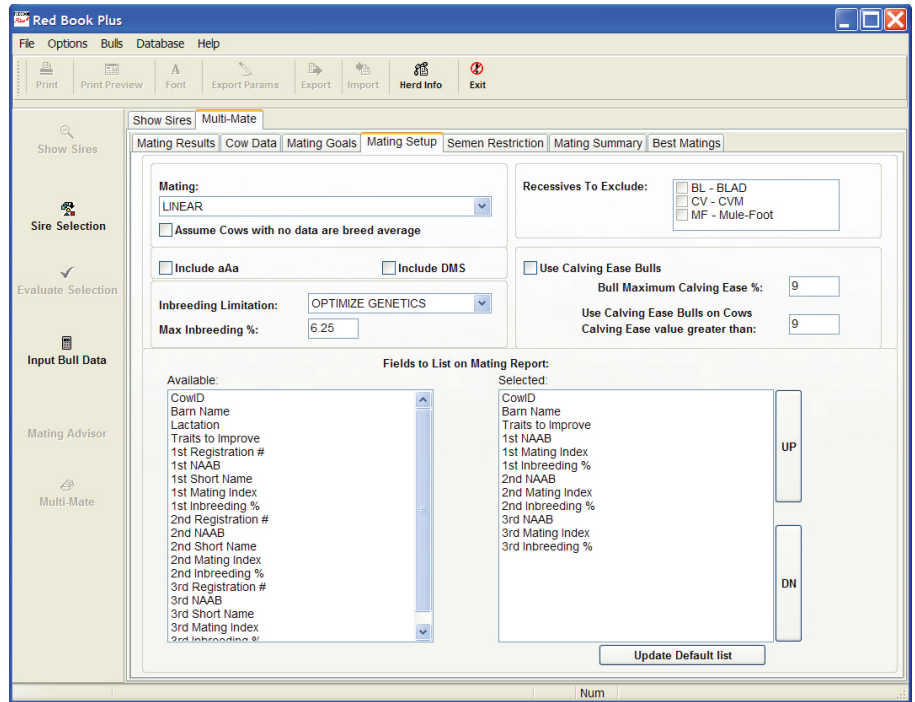 Red Book Plus
File Options Bulls Database Help
Print Print Preview Font Export Params Export Import Herd Info Exit
Show Sires Multi-Mate
Mating Results Cow Data Mating Goals Mating Setup Semen Restriction Mating Summary Best Matings
Show Sires
Sire Selection
Evaluate Selection
Input Bull Data
Mating Advisor
Multi-Mate
Mating:
LINEAR
Assume Cows with no data are breed average
Recessives To Exclude:
BL - BLAD
CV - CVM
MF - Mule-Foot
Include aAa Include DMS
Inbreeding Limitation: OPTIMIZE GENETICS
Max Inbreeding %: 6.25
Use Calving Ease Bulls
Bull Maximum Calving Ease %: 9
Use Calving Ease Bulls on Cows
Calving Ease value greater than: 9
Fields to List on Mating Report:
Available:
CowID
Barn Name
Lactation
Traits to Improve
1st Registration #
1st NAAB
1st Short Name
1st Mating Index
1st Inbreeding %
2nd Registration #
2nd NAAB
2nd Short Name
2nd Mating Index
2nd Inbreeding %
3rd Registration #
3rd NAAB
3rd Short Name
3rd Mating Index
3rd Inbreeding %
Selected:
CowID
Barn Name
Traits to Improve
1st NAAB
1st Mating Index
1st Inbreeding %
2nd NAAB
2nd Mating Index
2nd Inbreeding %
3rd NAAB
3rd Mating Index
3rd Inbreeding %
UP
DN
Update Default list
Num